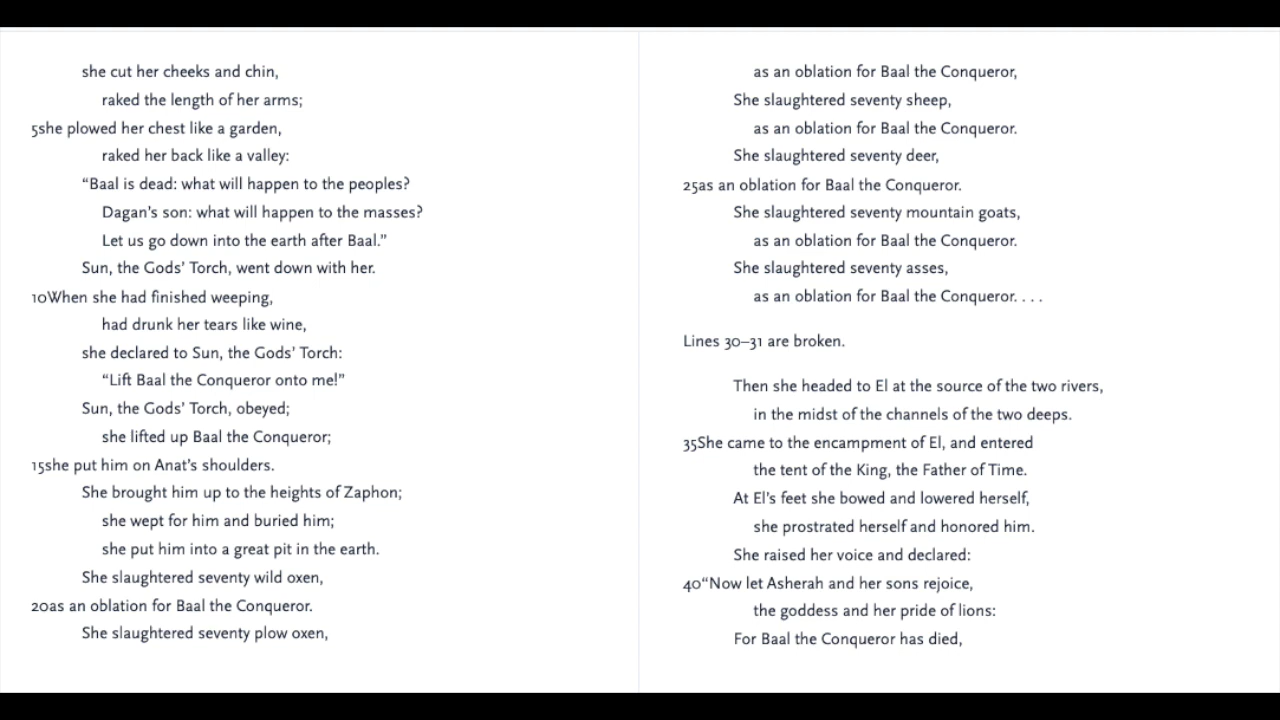 she cut her cheeks and chin,
raked the length of her arms;
5she plowed her chest like a garden,
raked her back like a valley:
“Baal is dead: what will happen to the peoples?
Dagan’s son: what will happen to the masses?
Let us go down into the earth after Baal.”
Sun, the Gods’ Torch, went down with her.
10When she had finished weeping,
had drunk her tears like wine,
she declared to Sun, the Gods’ Torch:
“Lift Baal the Conqueror onto me!”
Sun, the Gods’ Torch, obeyed;
she lifted up Baal the Conqueror;
15she put him on Anat’s shoulders.
She brought him up to the heights of Zaphon;
she wept for him and buried him;
she put him into a great pit in the earth.
She slaughtered seventy wild oxen,
20as an oblation for Baal the Conqueror.
She slaughtered seventy plow oxen,
as an oblation for Baal the Conqueror,
She slaughtered seventy sheep,
as an oblation for Baal the Conqueror.
She slaughtered seventy deer,
25as an oblation for Baal the Conqueror.
She slaughtered seventy mountain goats,
as an oblation for Baal the Conqueror.
She slaughtered seventy asses,
as an oblation for Baal the Conqueror. . . .
Lines 30–31 are broken.
Then she headed to El at the source of the two rivers,
in the midst of the channels of the two deeps.
35She came to the encampment of El, and entered
the tent of the King, the Father of Time.
At El’s feet she bowed and lowered herself,
she prostrated herself and honored him.
She raised her voice and declared:
40“Now let Asherah and her sons rejoice,
the goddess and her pride of lions:
For Baal the Conqueror has died,